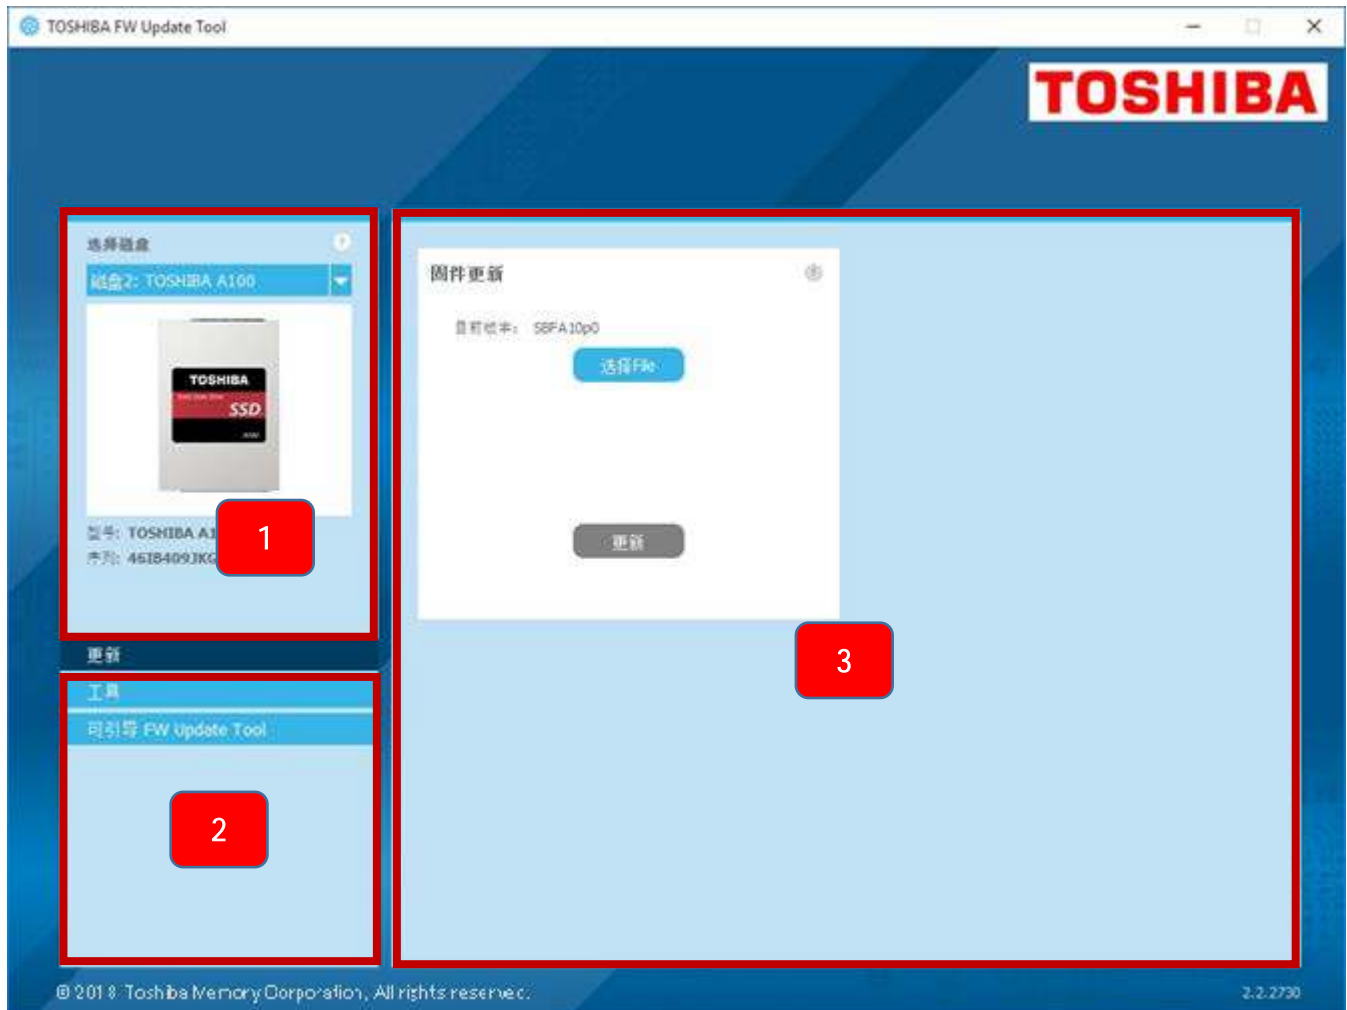 TOSHIBA FW Update Tool
TOSHIBA
选择磁盘
磁盘2: TOSHIBA A100
TOSHIBA
SSD
型号: TOSHIBA A1
序列: 46IB409JKG
1
更新
工具
可引导 FW Update Tool
2
固件更新
目前版本: SBFA10p0
选择File
更新
3
© 2018 Toshiba Memory Corporation, All rights reserved.
2.2.2730